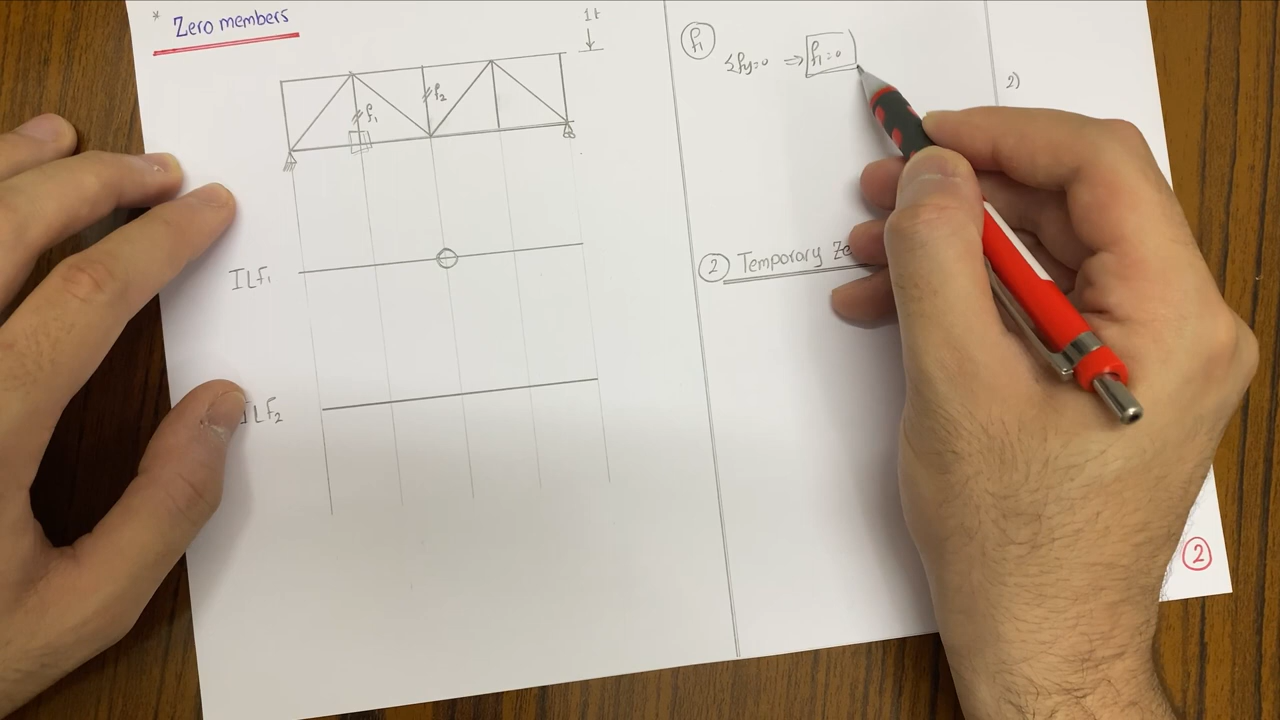 * Zero members
1t
f1
f2
ILf1
ILf2
f1
Σfy=0 ⇒ f1=0
2 Temporary Ze
2)
2